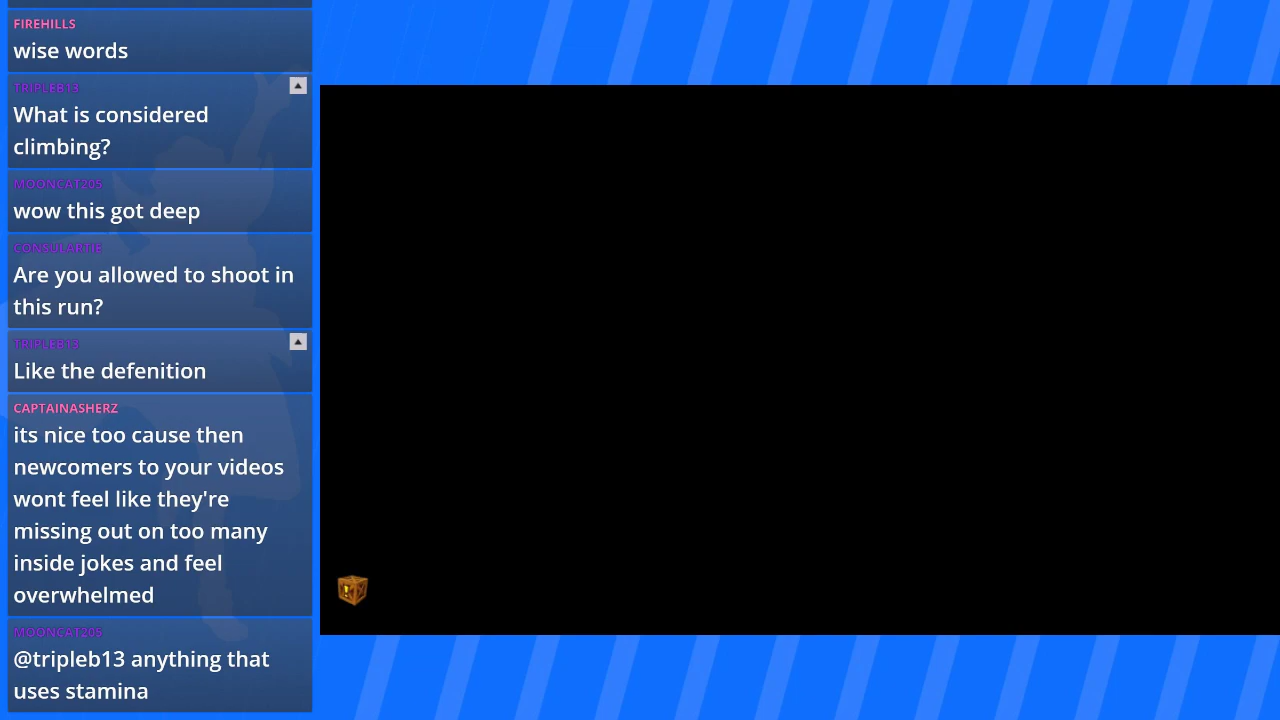 FIREHILLS
wise words
TRIPLEB13
What is considered
climbing?
MOONCAT205
wow this got deep
CONSULARTIE
Are you allowed to shoot in
this run?
TRIPLEB13
Like the defenition
CAPTAINASHERZ
its nice too cause then
newcomers to your videos
wont feel like they're
missing out on too many
inside jokes and feel
overwhelmed
MOONCAT205
@tripleb13 anything that
uses stamina